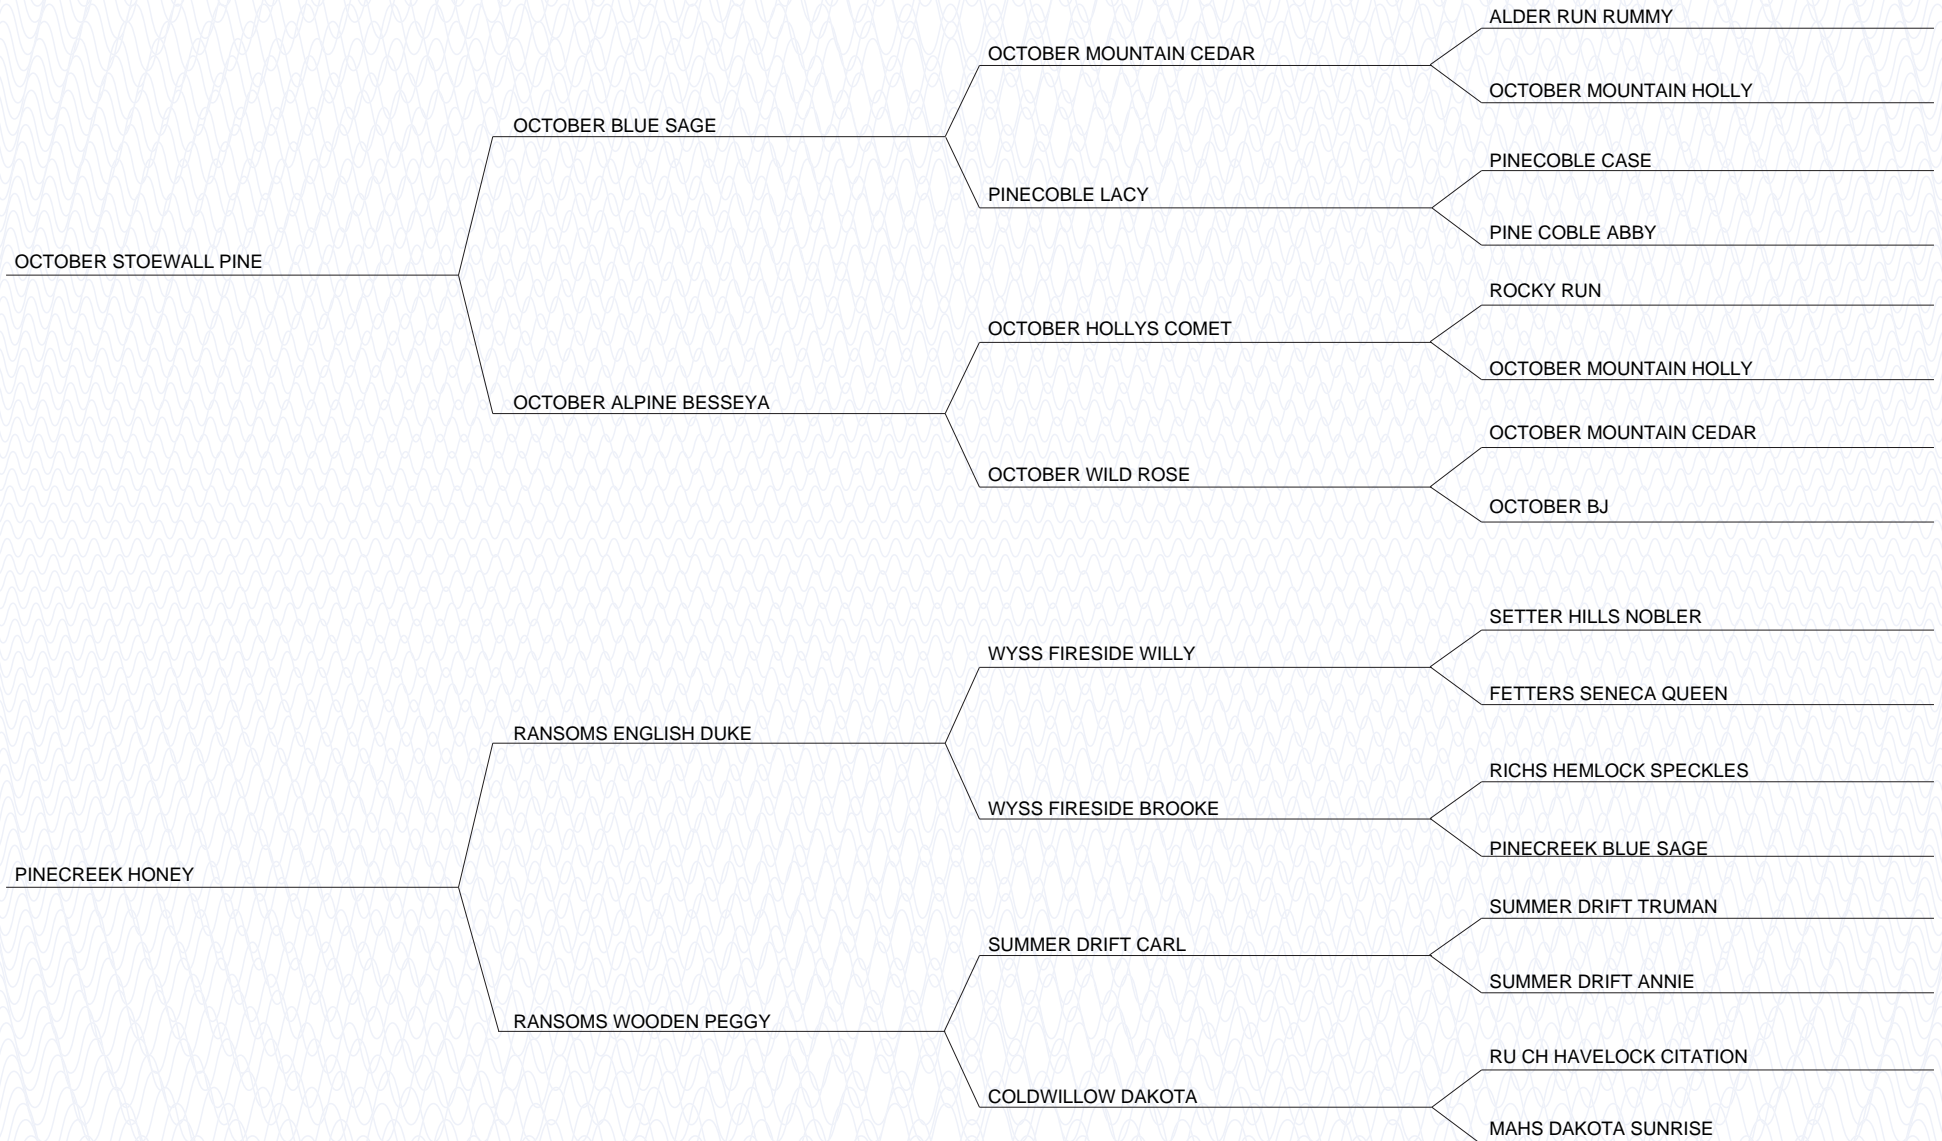 OCTOBER STOEWALL PINE
OCTOBER BLUE SAGE
OCTOBER MOUNTAIN CEDAR
ALDER RUN RUMMY
OCTOBER MOUNTAIN HOLLY
PINECOBLE LACY
PINECOBLE CASE
PINE COBLE ABBY
OCTOBER ALPINE BESSEYA
OCTOBER HOLLYS COMET
ROCKY RUN
OCTOBER MOUNTAIN HOLLY
OCTOBER WILD ROSE
OCTOBER MOUNTAIN CEDAR
OCTOBER BJ
PINECREEK HONEY
RANSOMS ENGLISH DUKE
WYSS FIRESIDE WILLY
SETTER HILLS NOBLER
FETTERS SENECA QUEEN
WYSS FIRESIDE BROOKE
RICHS HEMLOCK SPECKLES
PINECREEK BLUE SAGE
RANSOMS WOODEN PEGGY
SUMMER DRIFT CARL
SUMMER DRIFT TRUMAN
SUMMER DRIFT ANNIE
COLDWILLOW DAKOTA
RU CH HAVELOCK CITATION
MAHS DAKOTA SUNRISE